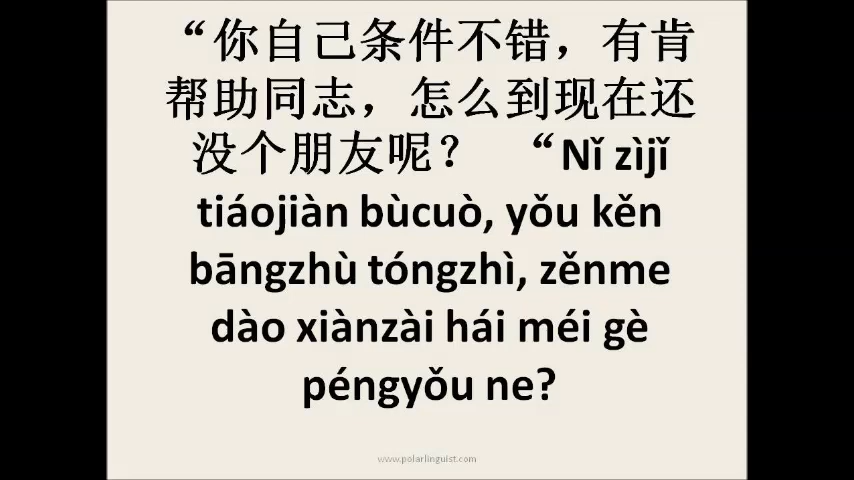 “你自己条件不错，有肯
帮助同志，怎么到现在还
没个朋友呢？ “Nǐ zìjǐ
tiáojiàn bùcuò, yǒu kěn
bāngzhù tóngzhì, zěnme
dào xiànzài hái méi gè
péngyǒu ne?
www.polarlinguist.com